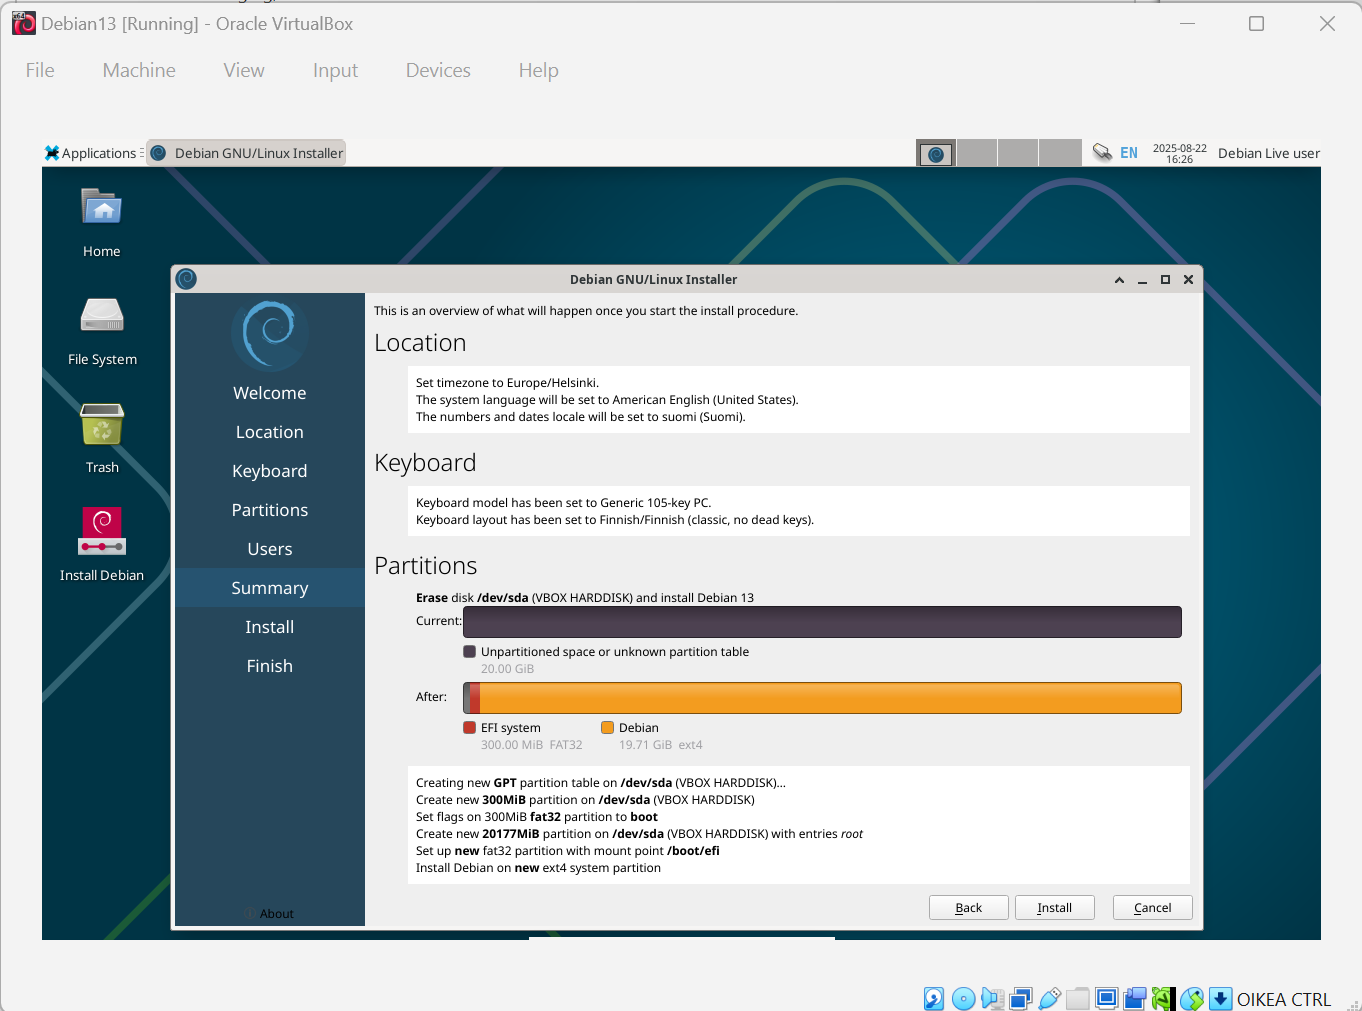 Debian13 [Running] - Oracle VirtualBox
File Machine View Input Devices Help
Applications Debian GNU/Linux Installer EN 2025-08-22 Debian Live user
16:26
Home
File System
Trash
Install Debian
Debian GNU/Linux Installer
Welcome
Location
Keyboard
Partitions
Users
Summary
Install
Finish
About
This is an overview of what will happen once you start the install procedure.
Location
Set timezone to Europe/Helsinki.
The system language will be set to American English (United States).
The numbers and dates locale will be set to suomi (Suomi).
Keyboard
Keyboard model has been set to Generic 105-key PC.
Keyboard layout has been set to Finnish/Finnish (classic, no dead keys).
Partitions
Erase disk /dev/sda (VBOX HARDDISK) and install Debian 13
Current:
Unpartitioned space or unknown partition table
20.00 GiB
After:
EFI system Debian
300.00 MiB FAT32 19.71 GiB ext4
Creating new GPT partition table on /dev/sda (VBOX HARDDISK)...
Create new 300MiB partition on /dev/sda (VBOX HARDDISK)
Set flags on 300MiB fat32 partition to boot
Create new 20177MiB partition on /dev/sda (VBOX HARDDISK) with entries root
Set up new fat32 partition with mount point /boot/efi
Install Debian on new ext4 system partition
Back Install Cancel
OIKEA CTRL